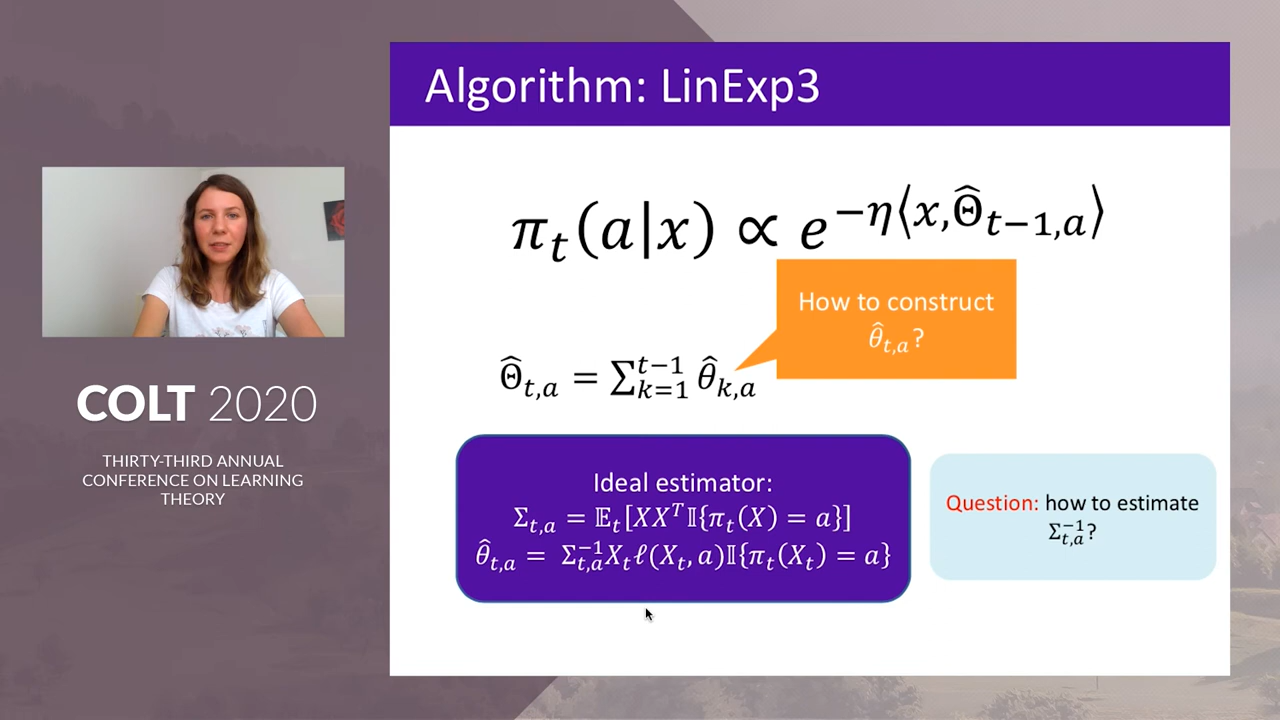 Algorithm: LinExp3
π_t(a|x) ∝ e^{−η⟨x,Θ̂_{t−1,a}⟩}
How to construct
θ̂_{t,a}?
Θ̂_{t,a} = ∑_{k=1}^{t−1} θ̂_{k,a}
Ideal estimator:
Σ_{t,a} = 𝔼_t[XX^T 𝕀{π_t(X) = a}]
θ̂_{t,a} = Σ_{t,a}^{−1} X_t ℓ(X_t, a)𝕀{π_t(X_t) = a}
Question: how to estimate
Σ_{t,a}^{−1}?
COLT 2020
THIRTY-THIRD ANNUAL
CONFERENCE ON LEARNING
THEORY